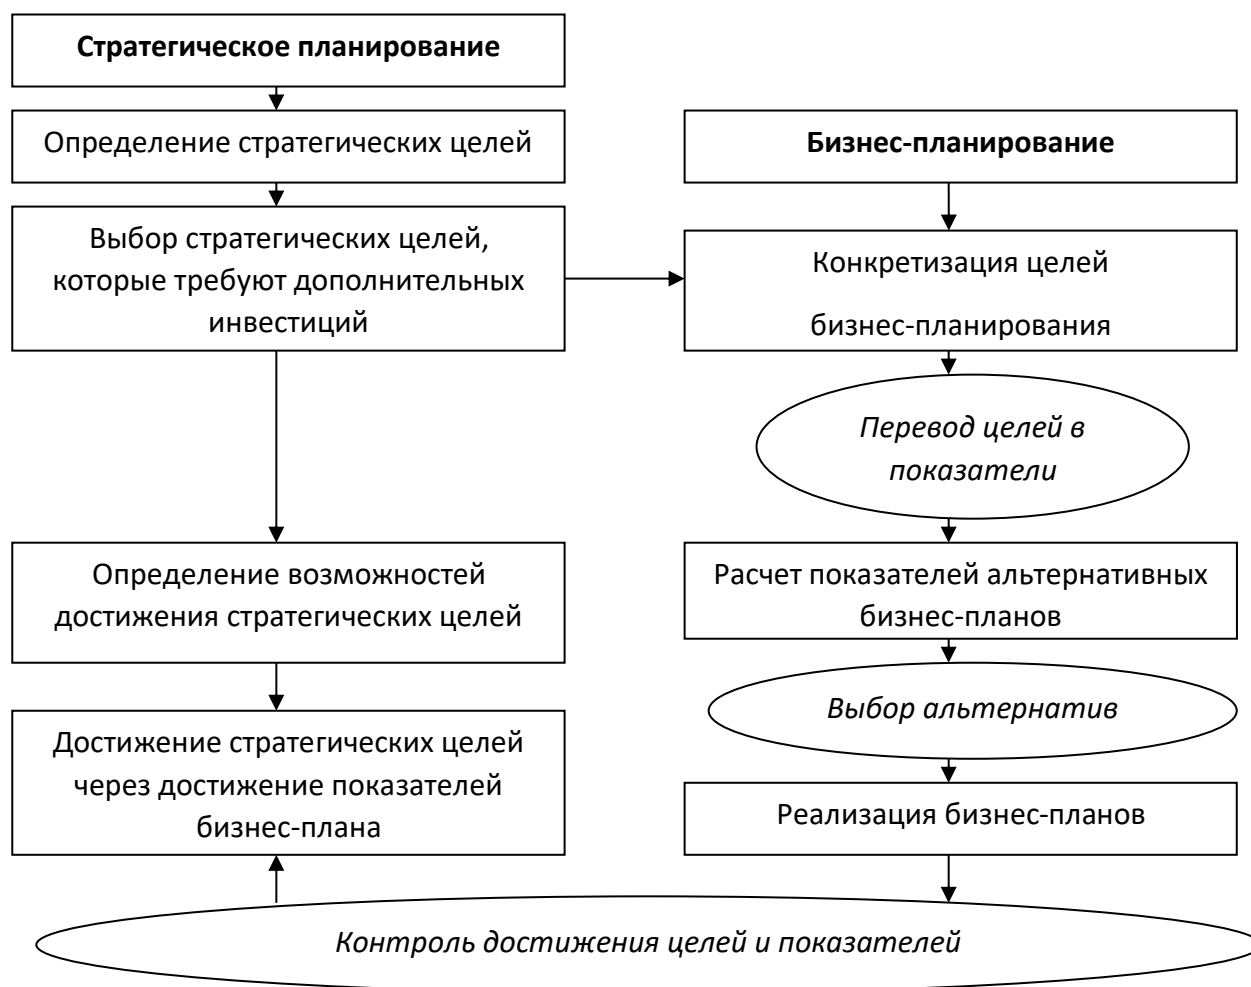 Стратегическое планирование
Определение стратегических целей
Выбор стратегических целей,
которые требуют дополнительных
инвестиций
Определение возможностей
достижения стратегических целей
Достижение стратегических целей
через достижение показателей
бизнес-плана
Бизнес-планирование
Конкретизация целей
бизнес-планирования
Перевод целей в
показатели
Расчет показателей альтернативных
бизнес-планов
Выбор альтернатив
Реализация бизнес-планов
Контроль достижения целей и показателей